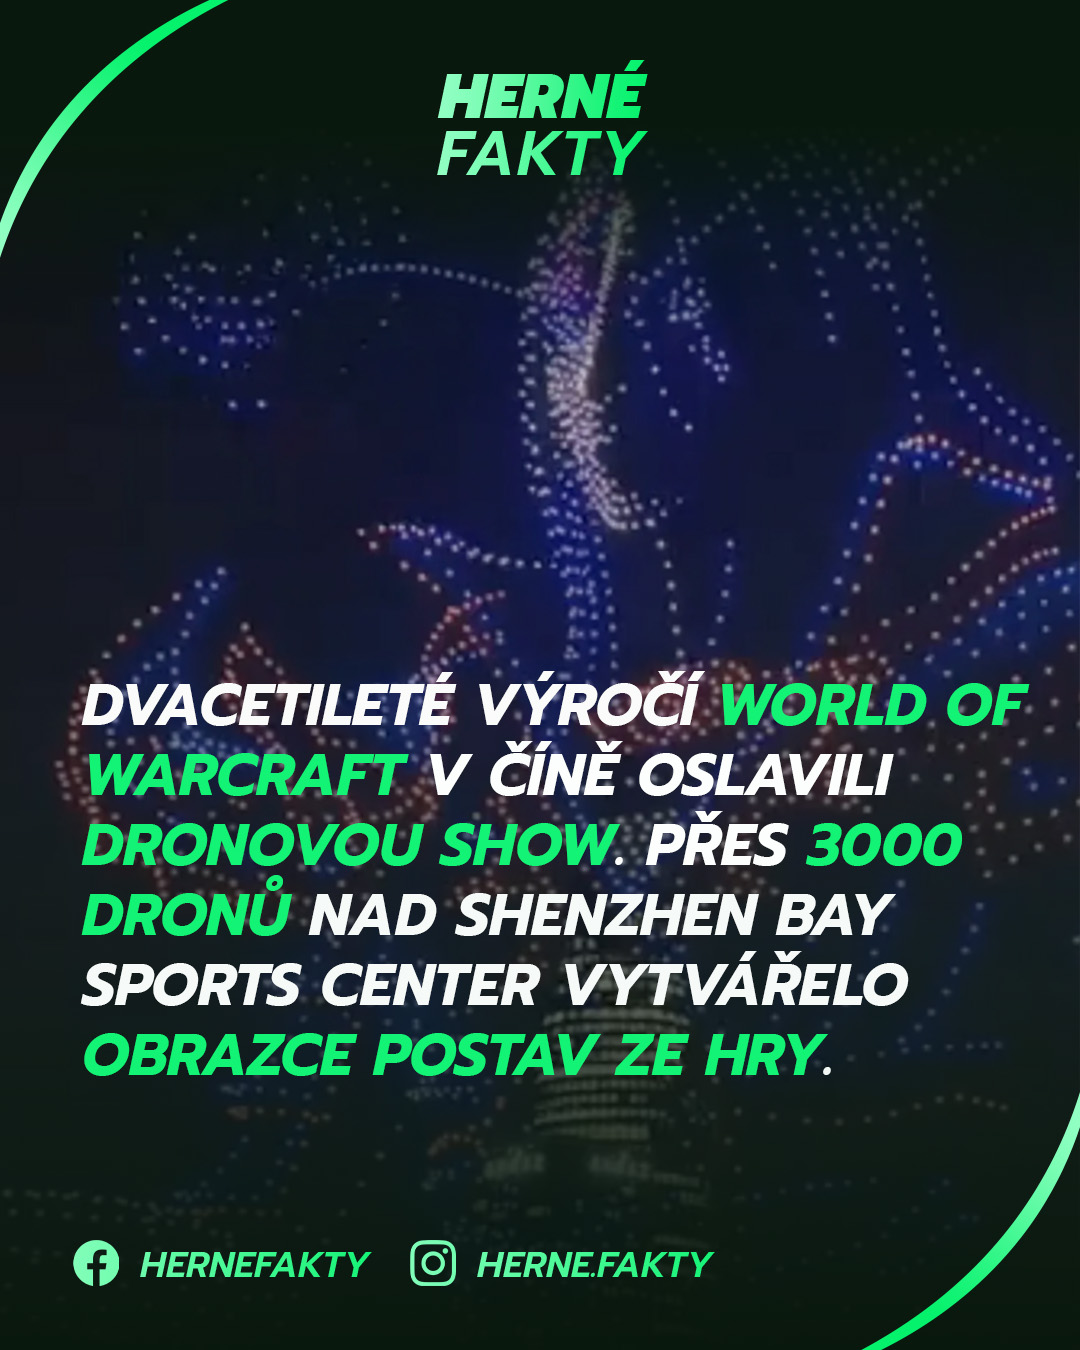 HERNÉ
FAKTY
DVACETILETÉ VÝROČÍ WORLD OF
WARCRAFT V ČÍNĚ OSLAVILI
DRONOVOU SHOW. PŘES 3000
DRONŮ NAD SHENZHEN BAY
SPORTS CENTER VYTVÁŘELO
OBRAZCE POSTAV ZE HRY.
HERNEFAKTY HERNE.FAKTY